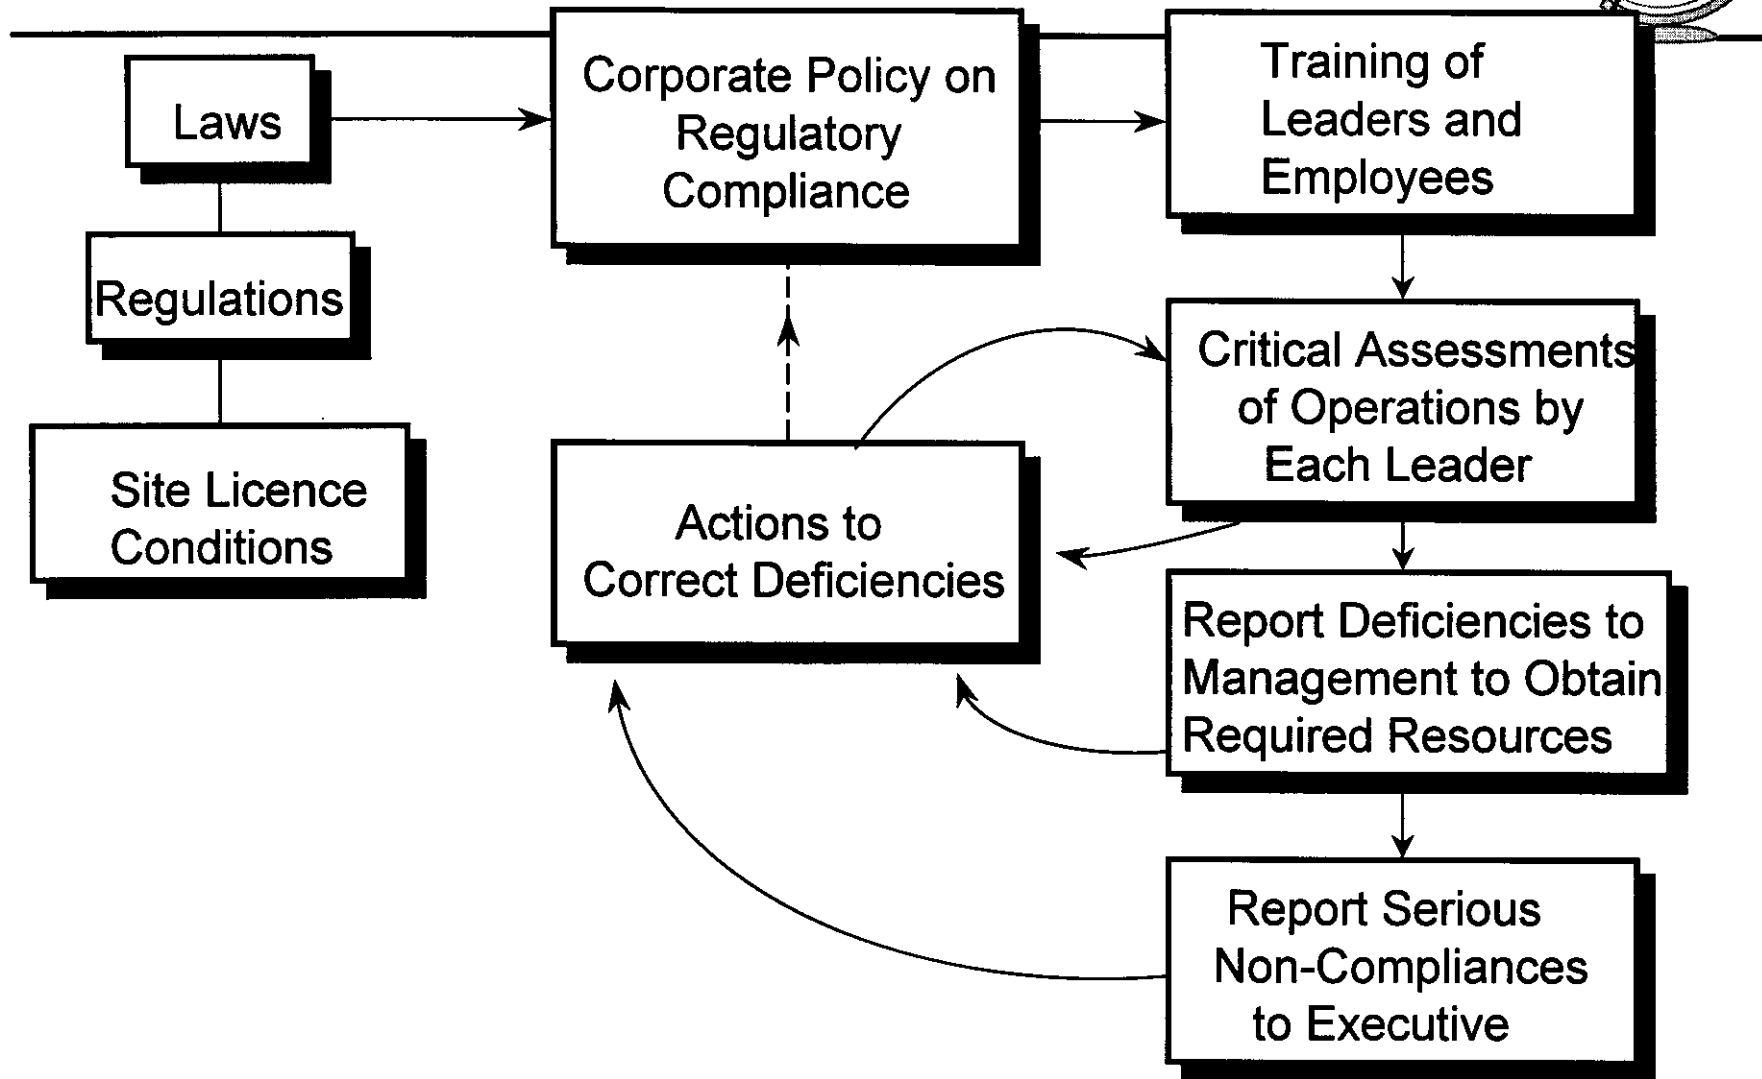 Laws
Regulations
Site Licence
Conditions
Corporate Policy on
Regulatory
Compliance
Training of
Leaders and
Employees
Critical Assessments
of Operations by
Each Leader
Actions to
Correct Deficiencies
Report Deficiencies to
Management to Obtain
Required Resources
Report Serious
Non-Compliances
to Executive